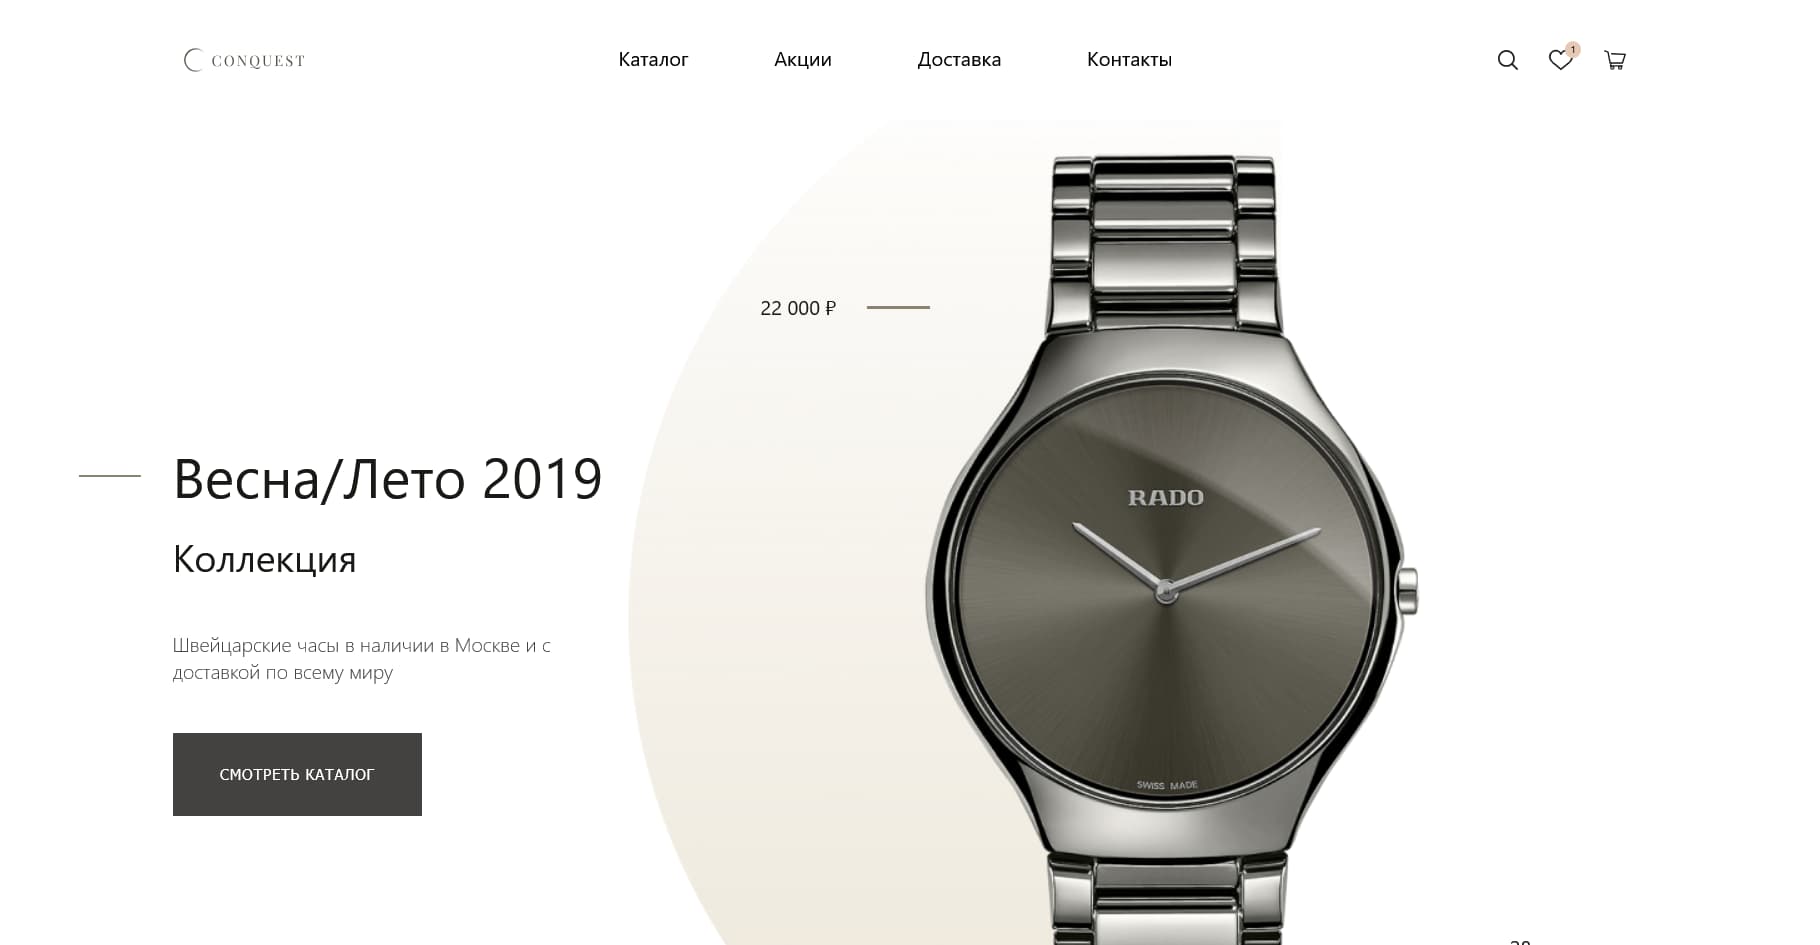 CONQUEST
Каталог
Акции
Доставка
Контакты
1
22 000 ₽
Весна/Лето 2019
Коллекция
Швейцарские часы в наличии в Москве и с
доставкой по всему миру
СМОТРЕТЬ КАТАЛОГ
RADO
SWISS MADE